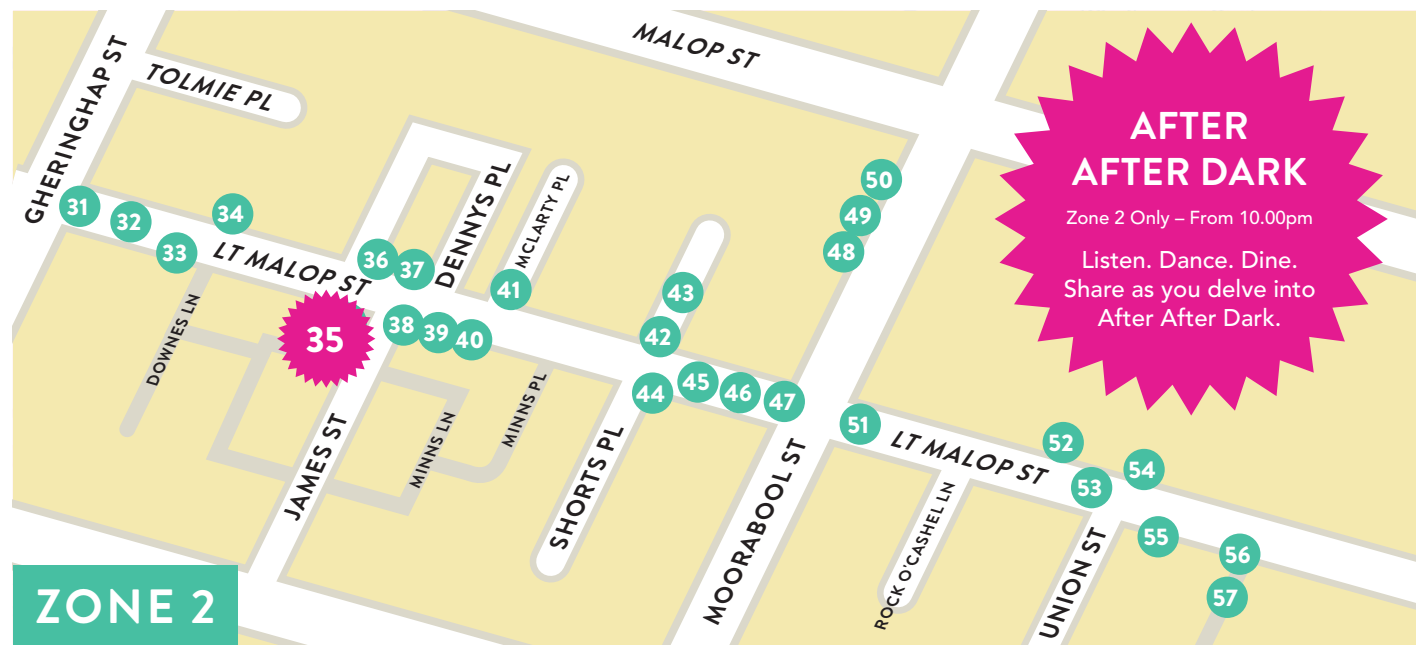 MALOP ST
GHERINGHAP ST
TOLMIE PL
AFTER
AFTER DARK
Zone 2 Only – From 10.00pm
Listen. Dance. Dine.
Share as you delve into
After After Dark.
31
32
33
34
LT MALOP ST
36
37
DENNYS PL
MCLARTY PL
41
50
49
48
43
42
35
38
39
40
DOWNES LN
JAMES ST
MINNS LN
MINNS PL
44
45
46
47
SHORTS PL
MOORABOOL ST
51
LT MALOP ST
52
53
54
ROCK O'CASHEL LN
UNION ST
55
56
57
ZONE 2